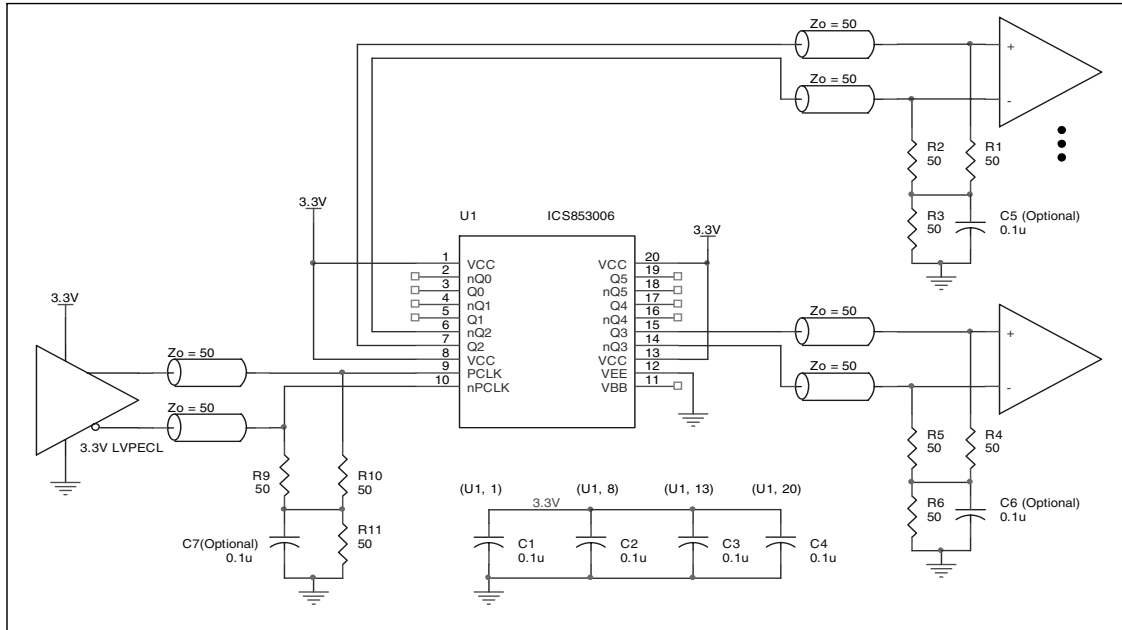 Zo = 50
+
Zo = 50
-
R2
50
R1
50
R3
50
C5 (Optional)
0.1u
3.3V
U1
ICS853006
3.3V
1
VCC
2
nQ0
3
Q0
4
nQ1
5
Q1
6
nQ2
7
Q2
8
VCC
9
PCLK
10
nPCLK
VCC
20
Q5
19
nQ5
18
Q4
17
nQ4
16
Q3
15
nQ3
14
VCC
13
VEE
12
VBB
11
3.3V
Zo = 50
Zo = 50
3.3V LVPECL
R9
50
R10
50
C7(Optional)
0.1u
R11
50
Zo = 50
+
Zo = 50
-
R5
50
R4
50
R6
50
C6 (Optional)
0.1u
(U1, 1)
(U1, 8)
(U1, 13)
(U1, 20)
3.3V
C1
0.1u
C2
0.1u
C3
0.1u
C4
0.1u